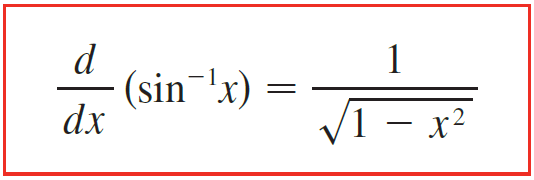 d/dx (sin⁻¹x) = 1/√(1 − x²)